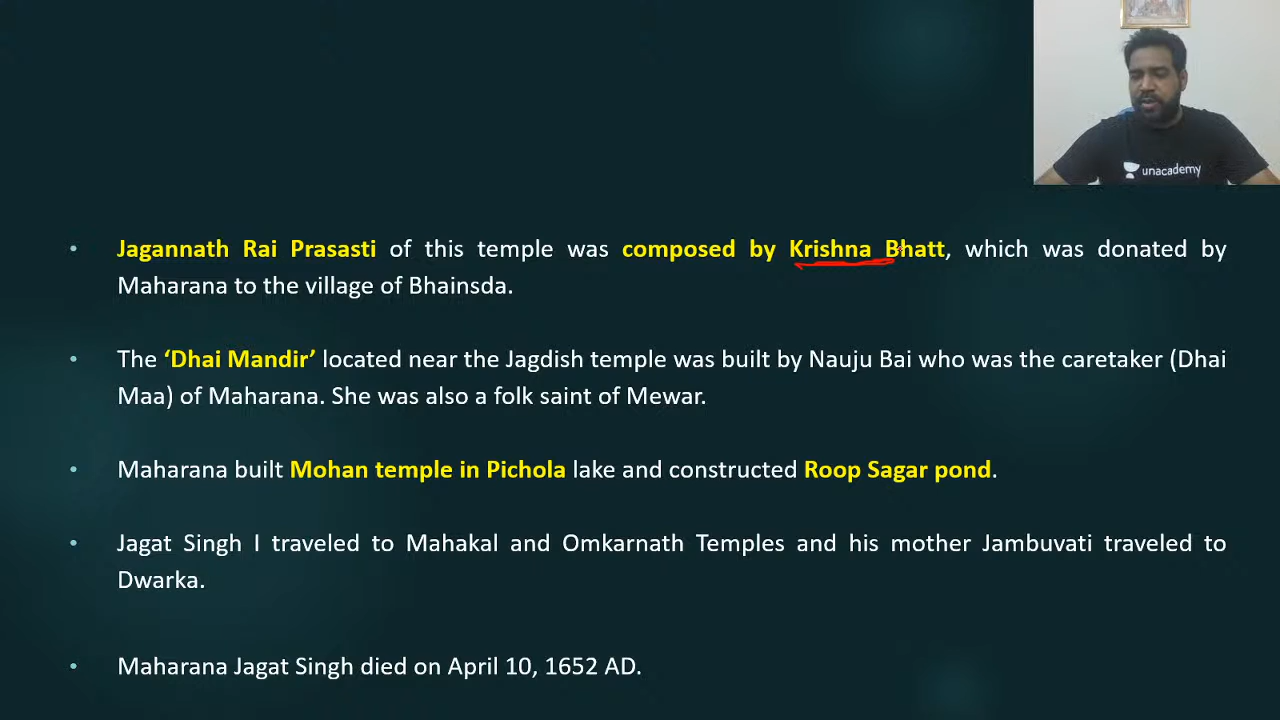 unacademy
• Jagannath Rai Prasasti of this temple was composed by Krishna Bhatt, which was donated by
Maharana to the village of Bhainsda.
• The ‘Dhai Mandir’ located near the Jagdish temple was built by Nauju Bai who was the caretaker (Dhai
Maa) of Maharana. She was also a folk saint of Mewar.
• Maharana built Mohan temple in Pichola lake and constructed Roop Sagar pond.
• Jagat Singh I traveled to Mahakal and Omkarnath Temples and his mother Jambuvati traveled to
Dwarka.
• Maharana Jagat Singh died on April 10, 1652 AD.